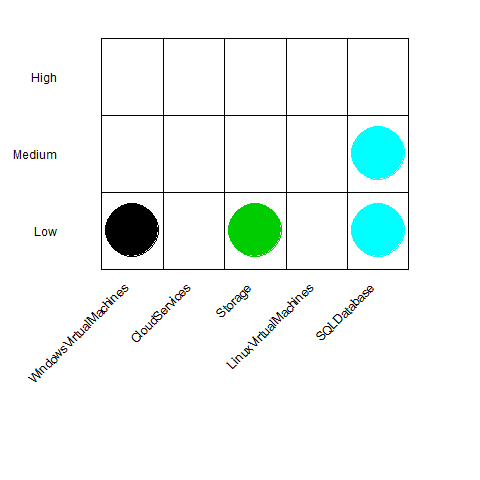 High
Medium
Low
WindowsVirtualMachines
CloudServices
Storage
LinuxVirtualMachines
SQLDatabase